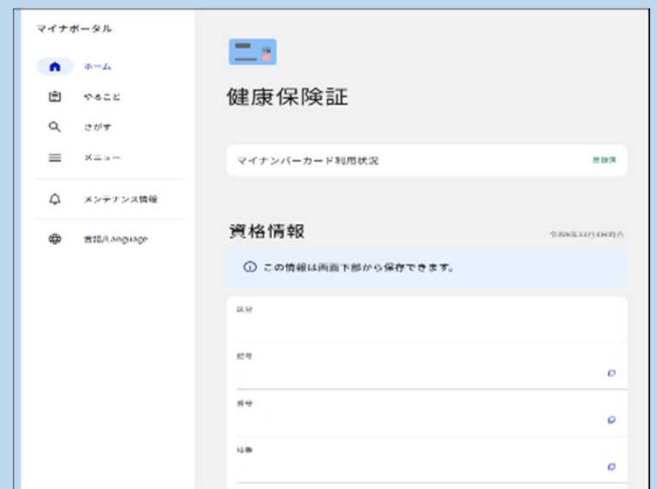 マイナポータル
ホーム
やること
さがす
メニュー
メンテナンス情報
言語/Language
健康保険証
マイナンバーカード利用状況
登録済
資格情報
この情報は画面下部から保存できます。
区分
記号
番号
枝番